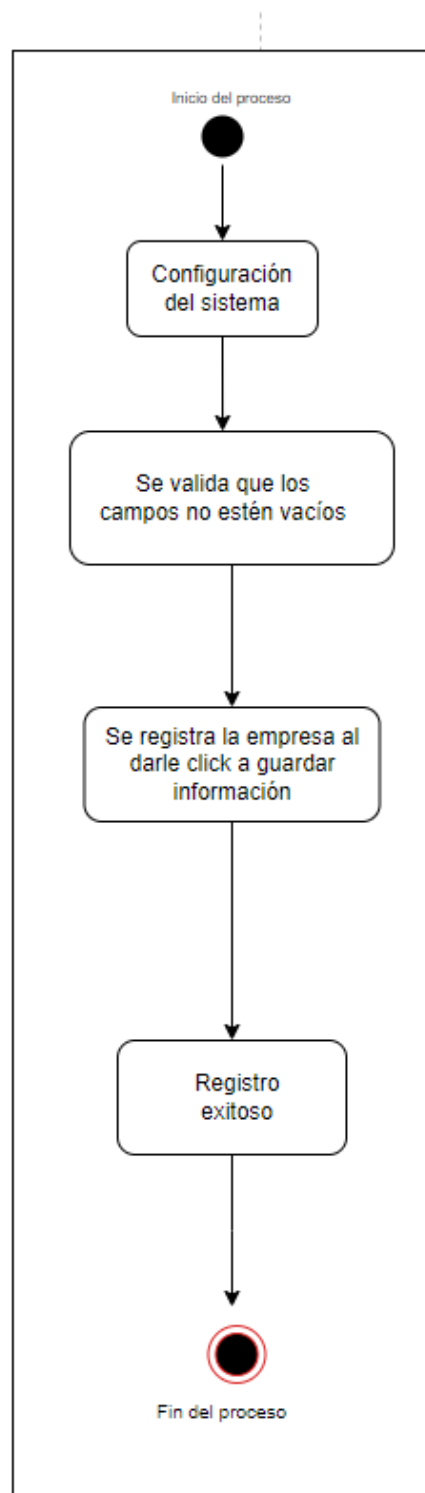 Inicio del proceso
Configuración
del sistema
Se valida que los
campos no estén vacíos
Se registra la empresa al
darle click a guardar
información
Registro
exitoso
Fin del proceso